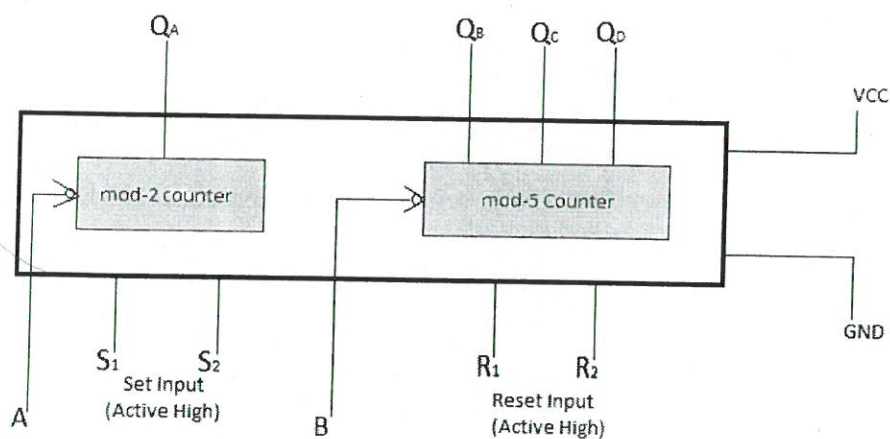 QA QB QC QD
VCC
mod-2 counter mod-5 Counter
GND
S1 S2 R1 R2
Set Input Reset Input
(Active High) (Active High)
A B